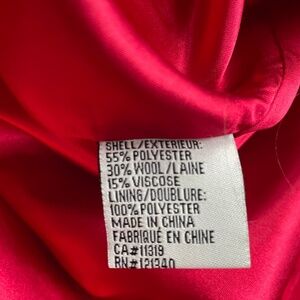 SHELL/EXTERIEUR:
55% POLYESTER
30% WOOL/LAINE
15% VISCOSE
LINING/DOUBLURE:
100% POLYESTER
MADE IN CHINA
FABRIQUÉ EN CHINE
CA#11319
RN#121340